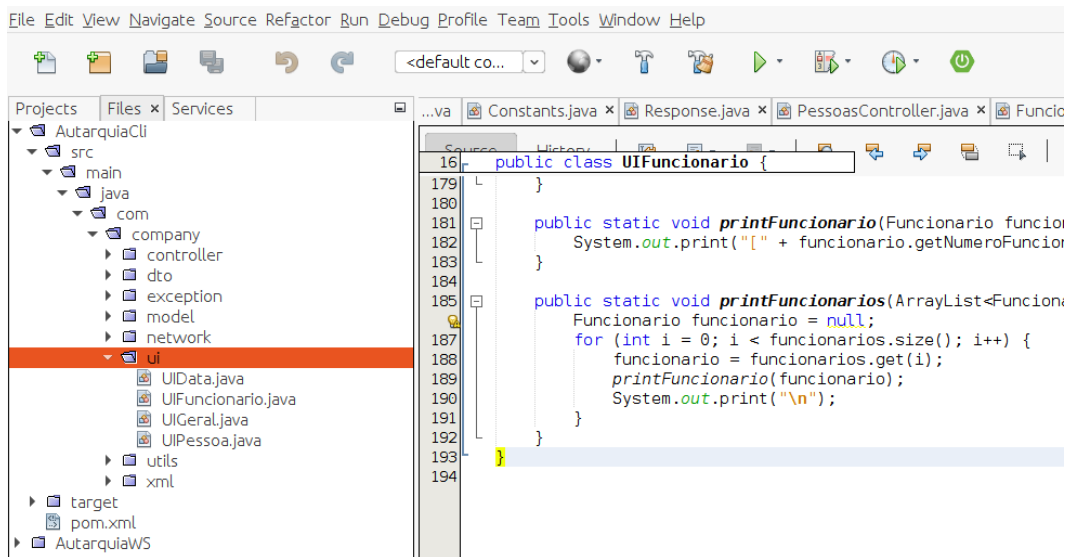 File Edit View Navigate Source Refactor Run Debug Profile Team Tools Window Help
<default co...
Projects Files × Services
...va Constants.java × Response.java × PessoasController.java × Funcio
AutarquiaCli
src
main
java
com
company
controller
dto
exception
model
network
ui
UIData.java
UIFuncionario.java
UIGeral.java
UIPessoa.java
utils
xml
target
pom.xml
AutarquiaWS
Source History
16 public class UIFuncionario {
179 }
180
181 public static void printFuncionario(Funcionario funcion
182 System.out.print("[" + funcionario.getNumeroFuncion
183 }
184
185 public static void printFuncionarios(ArrayList<Funciona
Funcionario funcionario = null;
187 for (int i = 0; i < funcionarios.size(); i++) {
188 funcionario = funcionarios.get(i);
189 printFuncionario(funcionario);
190 System.out.print("\n");
191 }
192 }
193 }
194